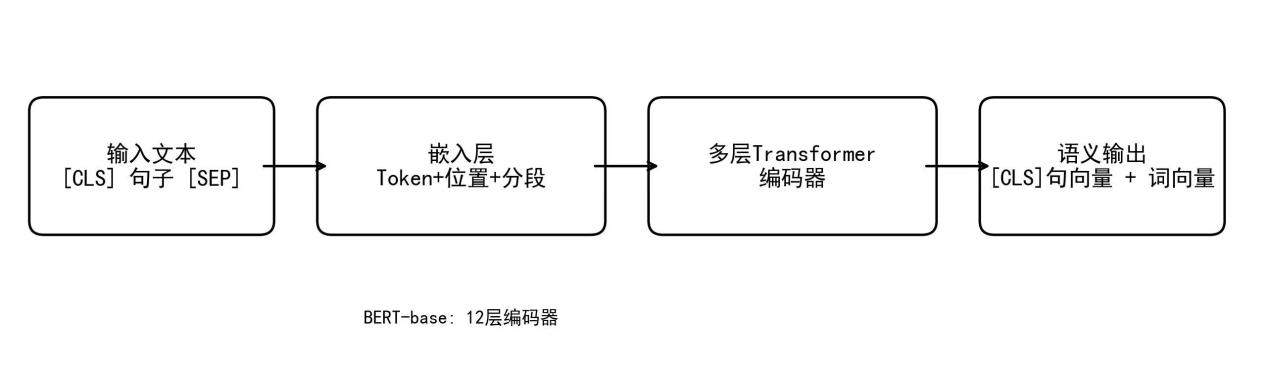 输入文本
[CLS] 句子 [SEP]
嵌入层
Token+位置+分段
多层Transformer
编码器
语义输出
[CLS]句向量 + 词向量
BERT-base: 12层编码器